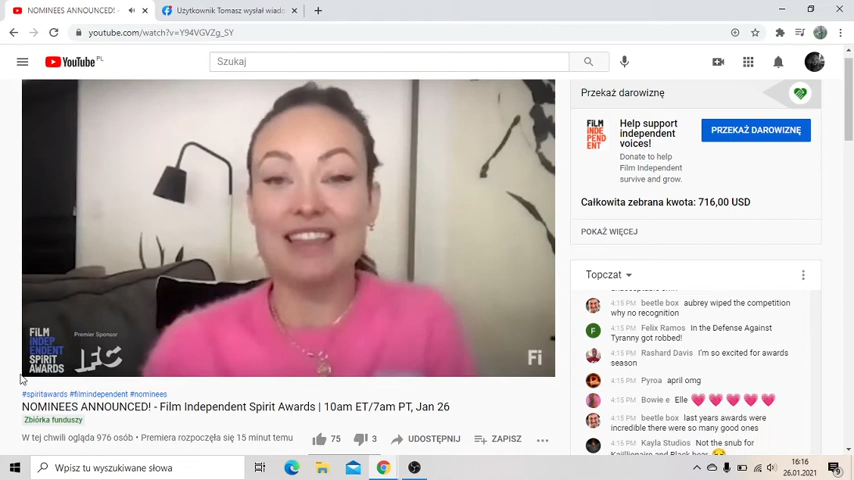 NOMINEES ANNOUNCED!
Użytkownik Tomasz wysłał wiado
youtube.com/watch?v=Y94VGVZg_SY
YouTube PL
Szukaj
FILM
INDEPENDENT
SPIRIT
AWARDS
Premier Sponsor
IFC
Fi
#spiritawards #filmindependent #nominees
NOMINEES ANNOUNCED! - Film Independent Spirit Awards | 10am ET/7am PT, Jan 26
Zbiórka funduszy
W tej chwili ogląda 976 osób • Premiera rozpoczęła się 15 minut temu
75
3
UDOSTĘPNIJ
ZAPISZ
Przekaż darowiznę
FILM
INDE
PEN
DENT
Help support
independent
voices!
Donate to help
Film Independent
survive and grow.
PRZEKAŻ DAROWIZNĘ
Całkowita zebrana kwota: 716,00 USD
POKAŻ WIĘCEJ
Topczat
4:15 PM beetle box aubrey wiped the competition
why no recognition
4:15 PM Felix Ramos In the Defense Against
Tyranny got robbed!
4:15 PM Rashard Davis I'm so excited for awards
season
4:15 PM Pyroa april omg
4:15 PM Bowie e Elle
4:15 PM beetle box last years awards were
incredible there were so many good ones
4:15 PM Kayla Studios Not the snub for
Wpisz tu wyszukiwane słowa
16:16
26.01.2021